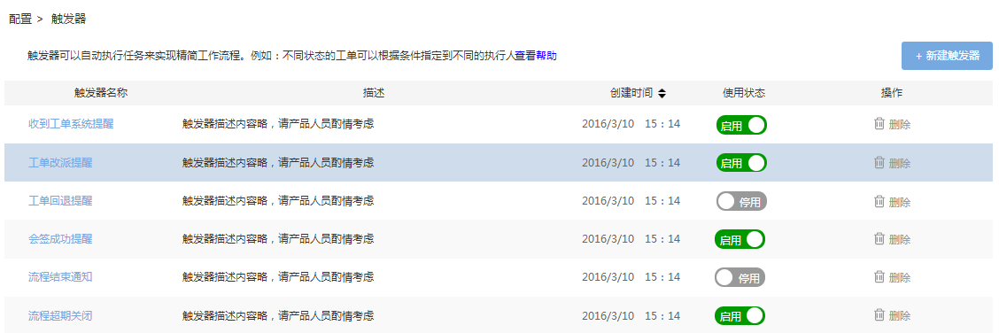 配置 > 触发器
触发器可以自动执行任务来实现精简工作流程。例如：不同状态的工单可以根据条件指定到不同的执行人查看帮助
+ 新建触发器
触发器名称 描述 创建时间 使用状态 操作
收到工单系统提醒 触发器描述内容略，请产品人员酌情考虑 2016/3/10 15：14 启用 删除
工单改派提醒 触发器描述内容略，请产品人员酌情考虑 2016/3/10 15：14 启用 删除
工单回退提醒 触发器描述内容略，请产品人员酌情考虑 2016/3/10 15：14 停用 删除
会签成功提醒 触发器描述内容略，请产品人员酌情考虑 2016/3/10 15：14 启用 删除
流程结束通知 触发器描述内容略，请产品人员酌情考虑 2016/3/10 15：14 停用 删除
流程超期关闭 触发器描述内容略，请产品人员酌情考虑 2016/3/10 15：14 启用 删除